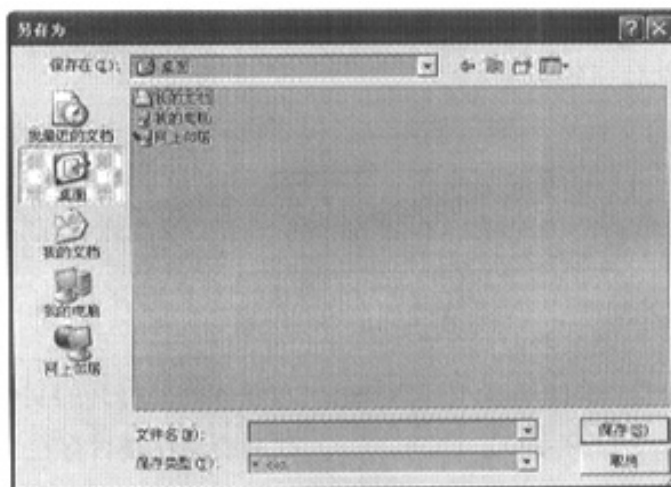 另存为
保存在(I):
桌面
我的文档
我的电脑
网上邻居
我最近的文档
桌面
我的文档
我的电脑
网上邻居
文件名(N):
保存(S)
保存类型(T):
取消